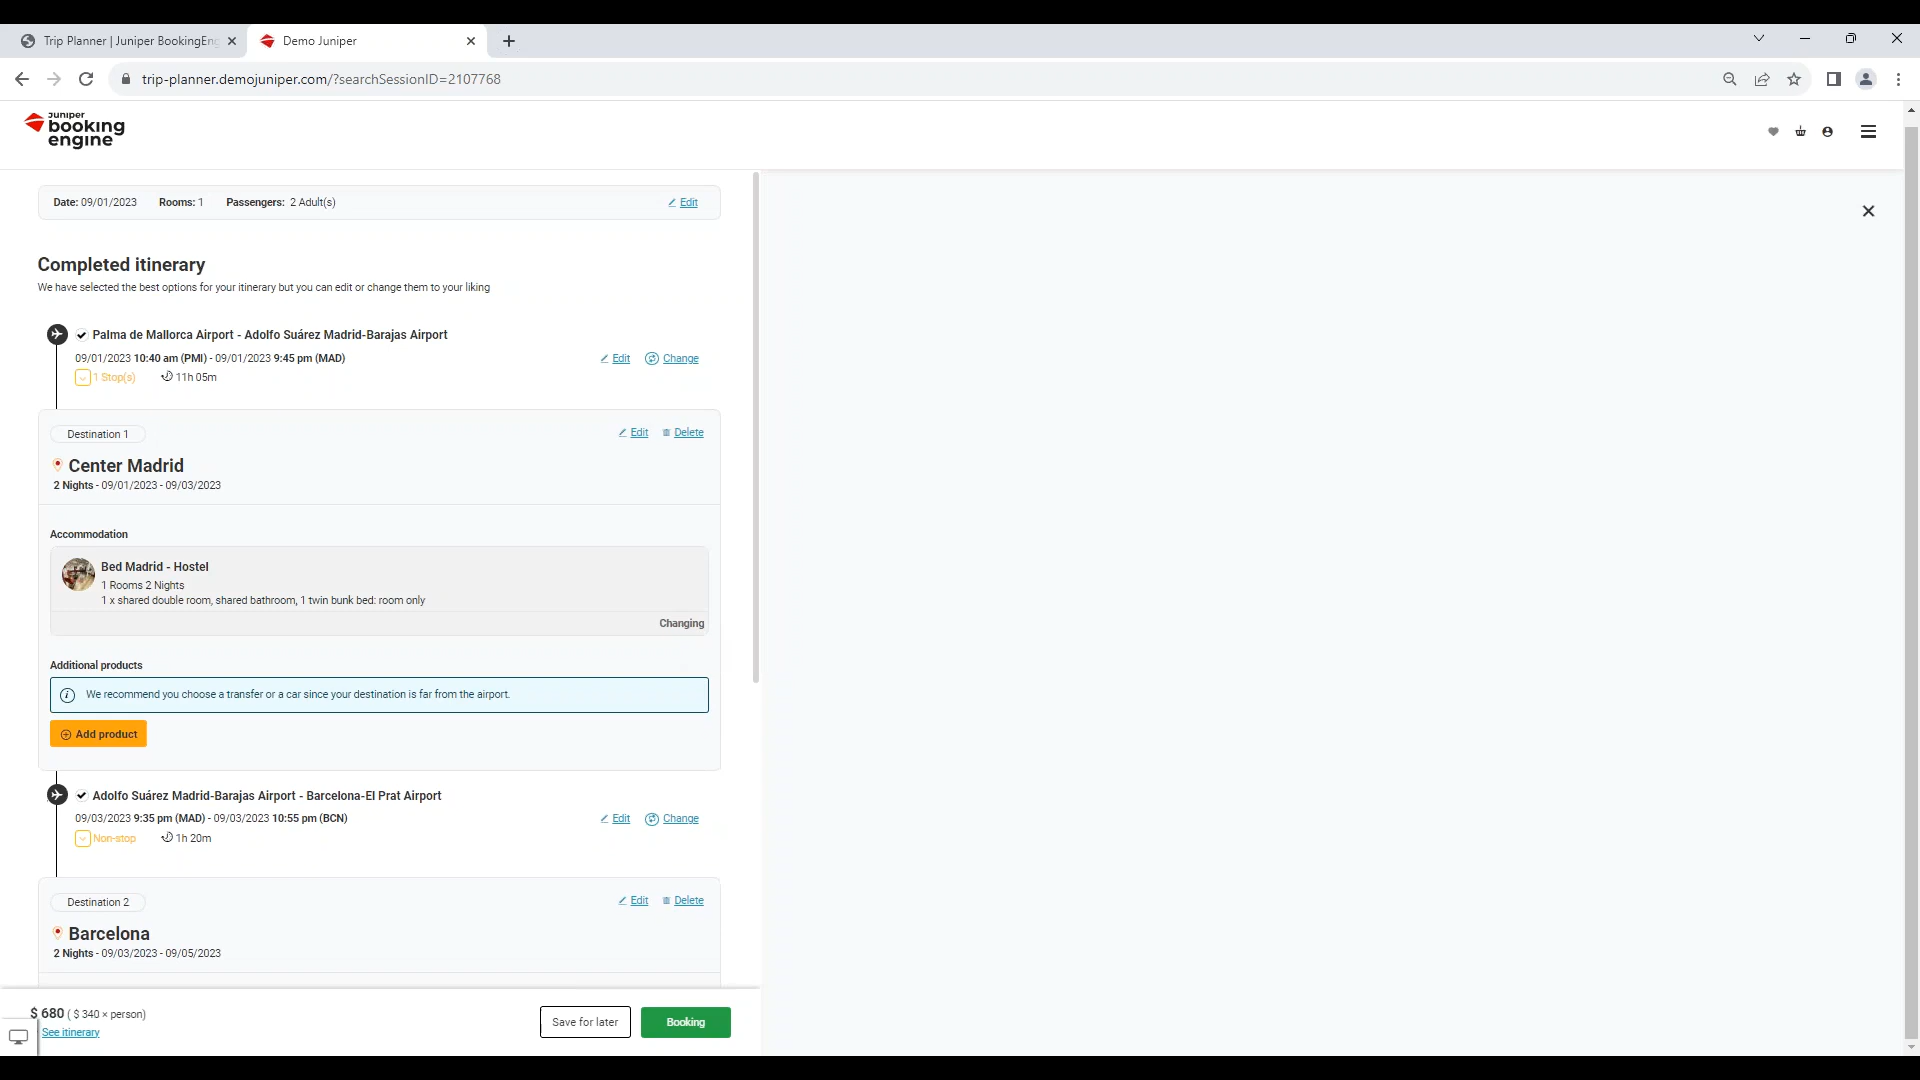 Trip Planner | Juniper BookingEng
Demo Juniper
trip-planner.demojuniper.com/?searchSessionID=2107768
Juniper
booking
engine
Date: 09/01/2023 Rooms: 1 Passengers: 2 Adult(s) Edit
Completed itinerary
We have selected the best options for your itinerary but you can edit or change them to your liking
Palma de Mallorca Airport - Adolfo Suárez Madrid-Barajas Airport
09/01/2023 10:40 am (PMI) - 09/01/2023 9:45 pm (MAD) Edit Change
1 Stop(s) 11h 05m
Destination 1 Edit Delete
Center Madrid
2 Nights - 09/01/2023 - 09/03/2023
Accommodation
Bed Madrid - Hostel
1 Rooms 2 Nights
1 x shared double room, shared bathroom, 1 twin bunk bed: room only
Changing
Additional products
We recommend you choose a transfer or a car since your destination is far from the airport.
Add product
Adolfo Suárez Madrid-Barajas Airport - Barcelona-El Prat Airport
09/03/2023 9:35 pm (MAD) - 09/03/2023 10:55 pm (BCN) Edit Change
Non-stop 1h 20m
Destination 2 Edit Delete
Barcelona
2 Nights - 09/03/2023 - 09/05/2023
$ 680 ( $ 340 × person) Save for later Booking
See itinerary